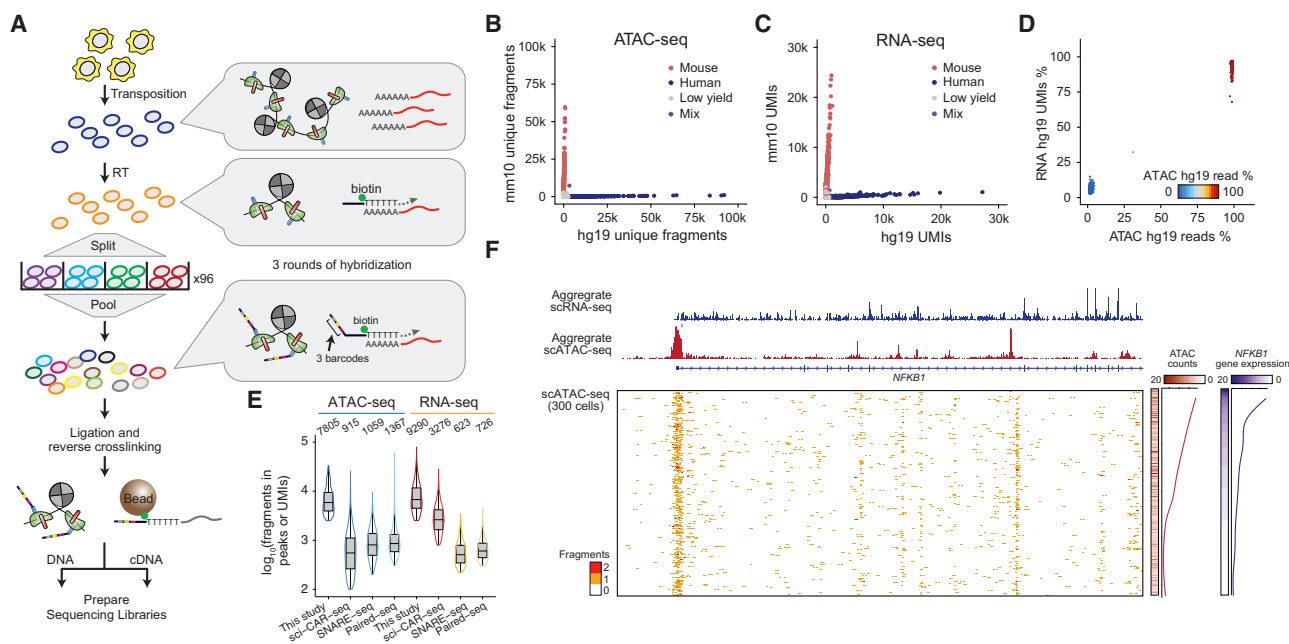 A
Transposition
AAAAAA
AAAAAA
AAAAAA
RT
biotin
TTTTTT
AAAAAA
Split
x96
Pool
3 rounds of hybridization
biotin
TTTTTT
AAAAAA
3 barcodes
Ligation and
reverse crosslinking
Bead
TTTTTT
DNA
cDNA
Prepare
Sequencing Libraries
B
ATAC-seq
mm10 unique fragments
100k
75k
50k
25k
0
0
25k
50k
75k
100k
hg19 unique fragments
Mouse
Human
Low yield
Mix
C
RNA-seq
mm10 UMIs
30k
20k
10k
0
0
10k
20k
30k
hg19 UMIs
Mouse
Human
Low yield
Mix
D
RNA hg19 UMIs %
100
75
50
25
0
0
25
50
75
100
ATAC hg19 reads %
ATAC hg19 read %
0
100
E
ATAC-seq
RNA-seq
7805
915
1059
1367
9290
3276
623
726
log10(fragments in
peaks or UMIs)
5
4
3
2
This study
sci-CAR-seq
SNARE-seq
Paired-seq
This study
sci-CAR-seq
SNARE-seq
Paired-seq
F
Aggregate
scRNA-seq
Aggregate
scATAC-seq
NFKB1
scATAC-seq
(300 cells)
Fragments
2
1
0
ATAC
counts
20
0
NFKB1
gene expression
20
0